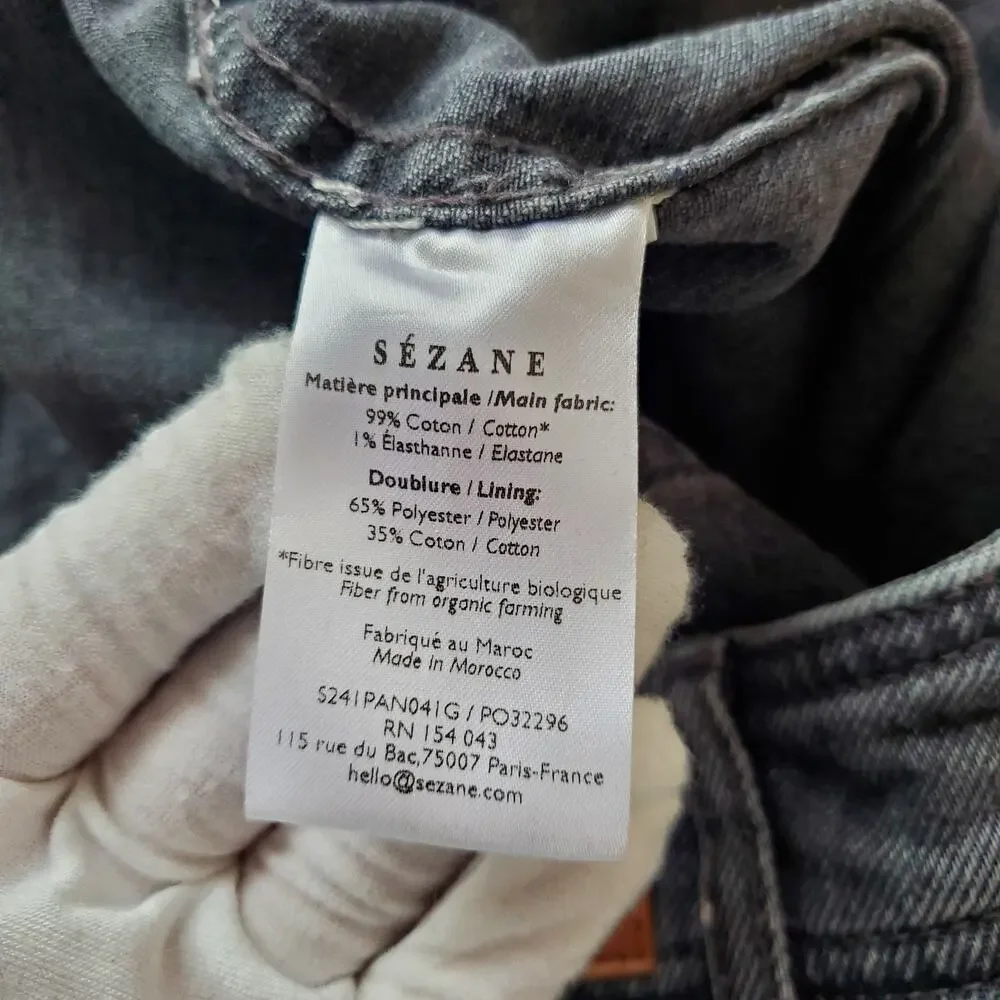 SÉZANE
Matière principale /Main fabric:
99% Coton / Cotton*
1% Élasthanne / Elastane
Doublure / Lining:
65% Polyester / Polyester
35% Coton / Cotton
*Fibre issue de l'agriculture biologique
Fiber from organic farming
Fabriqué au Maroc
Made in Morocco
S241PAN041G / PO32296
RN 154 043
115 rue du Bac,75007 Paris-France
hello@sezane.com